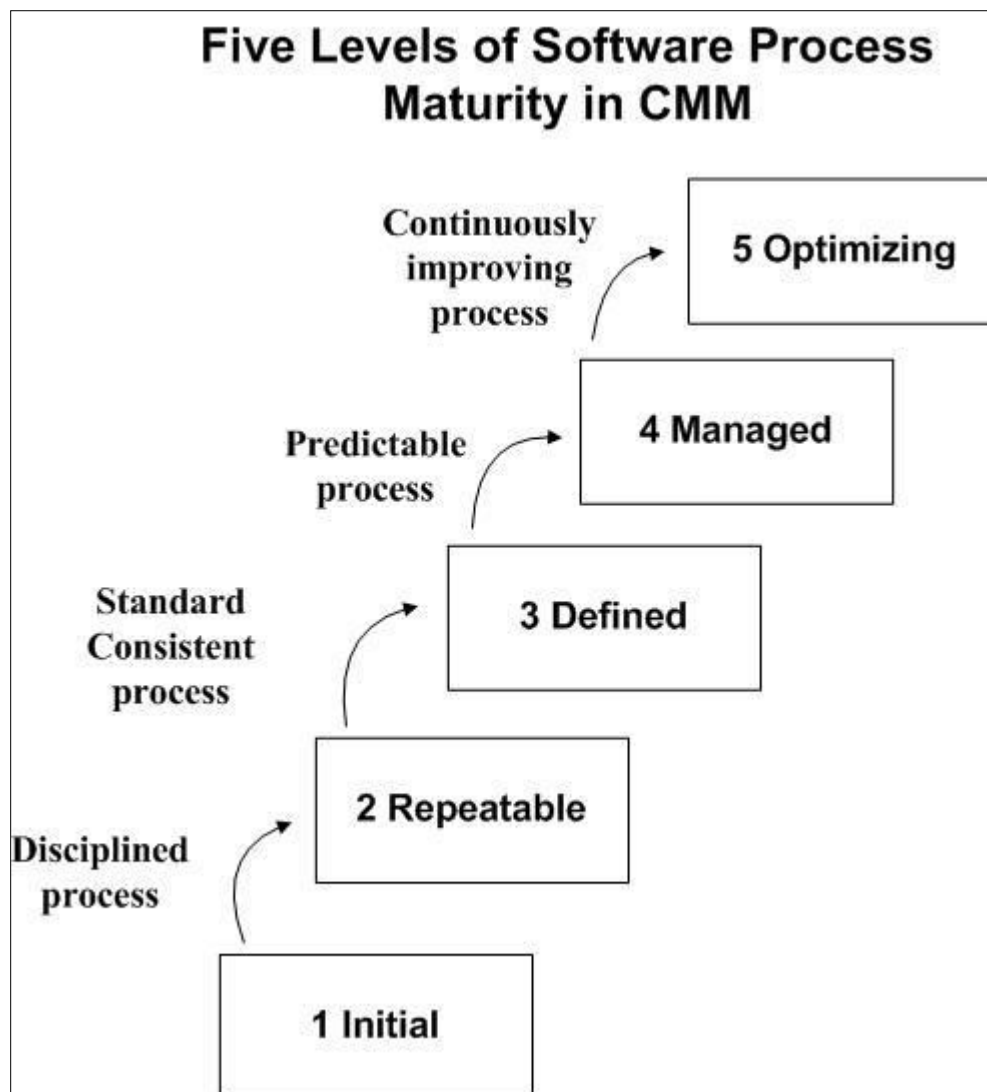 Five Levels of Software Process
Maturity in CMM
Continuously
improving
process
5 Optimizing
Predictable
process
4 Managed
Standard
Consistent
process
3 Defined
Disciplined
process
2 Repeatable
1 Initial